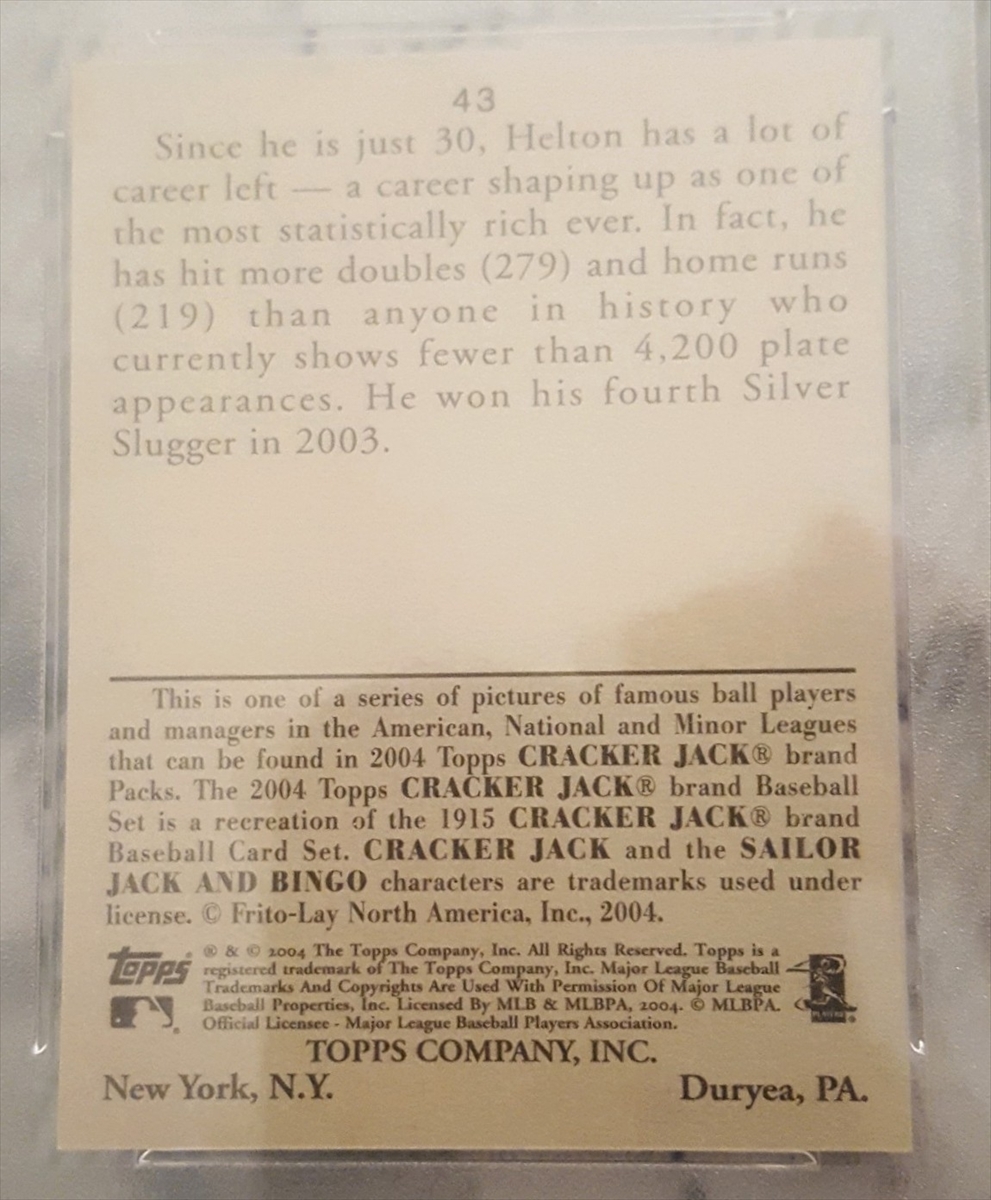 43
Since he is just 30, Helton has a lot of
career left — a career shaping up as one of
the most statistically rich ever. In fact, he
has hit more doubles (279) and home runs
(219) than anyone in history who
currently shows fewer than 4,200 plate
appearances. He won his fourth Silver
Slugger in 2003.
This is one of a series of pictures of famous ball players
and managers in the American, National and Minor Leagues
that can be found in 2004 Topps CRACKER JACK® brand
Packs. The 2004 Topps CRACKER JACK® brand Baseball
Set is a recreation of the 1915 CRACKER JACK® brand
Baseball Card Set. CRACKER JACK and the SAILOR
JACK AND BINGO characters are trademarks used under
license. © Frito-Lay North America, Inc., 2004.
Topps®
® & © 2004 The Topps Company, Inc. All Rights Reserved. Topps is a
registered trademark of The Topps Company, Inc. Major League Baseball
Trademarks And Copyrights Are Used With Permission Of Major League
Baseball Properties, Inc. Licensed By MLB & MLBPA, 2004. © MLBPA.
Official Licensee - Major League Baseball Players Association.
PLAYERS
TOPPS COMPANY, INC.
New York, N.Y. Duryea, PA.